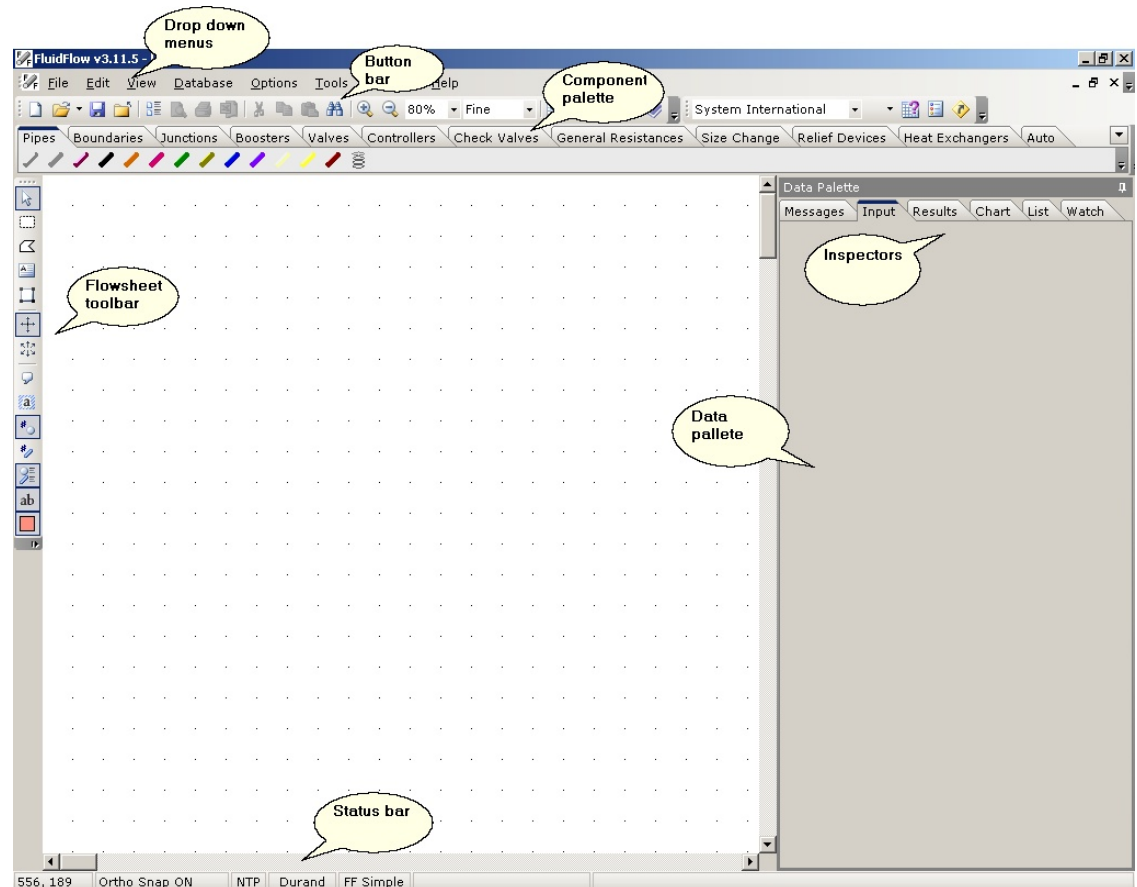 Drop down
menus
FluidFlow v3.11.5 -
Button
bar
File Edit View Database Options Tools elp
Component
palette
80% Fine System International
Pipes Boundaries Junctions Boosters Valves Controllers Check Valves General Resistances Size Change Relief Devices Heat Exchangers Auto
Data Palette
Messages Input Results Chart List Watch
Inspectors
Flowsheet
toolbar
A
a
#
#
ab
Data
pallete
Status bar
556, 189 Ortho Snap ON NTP Durand FF Simple